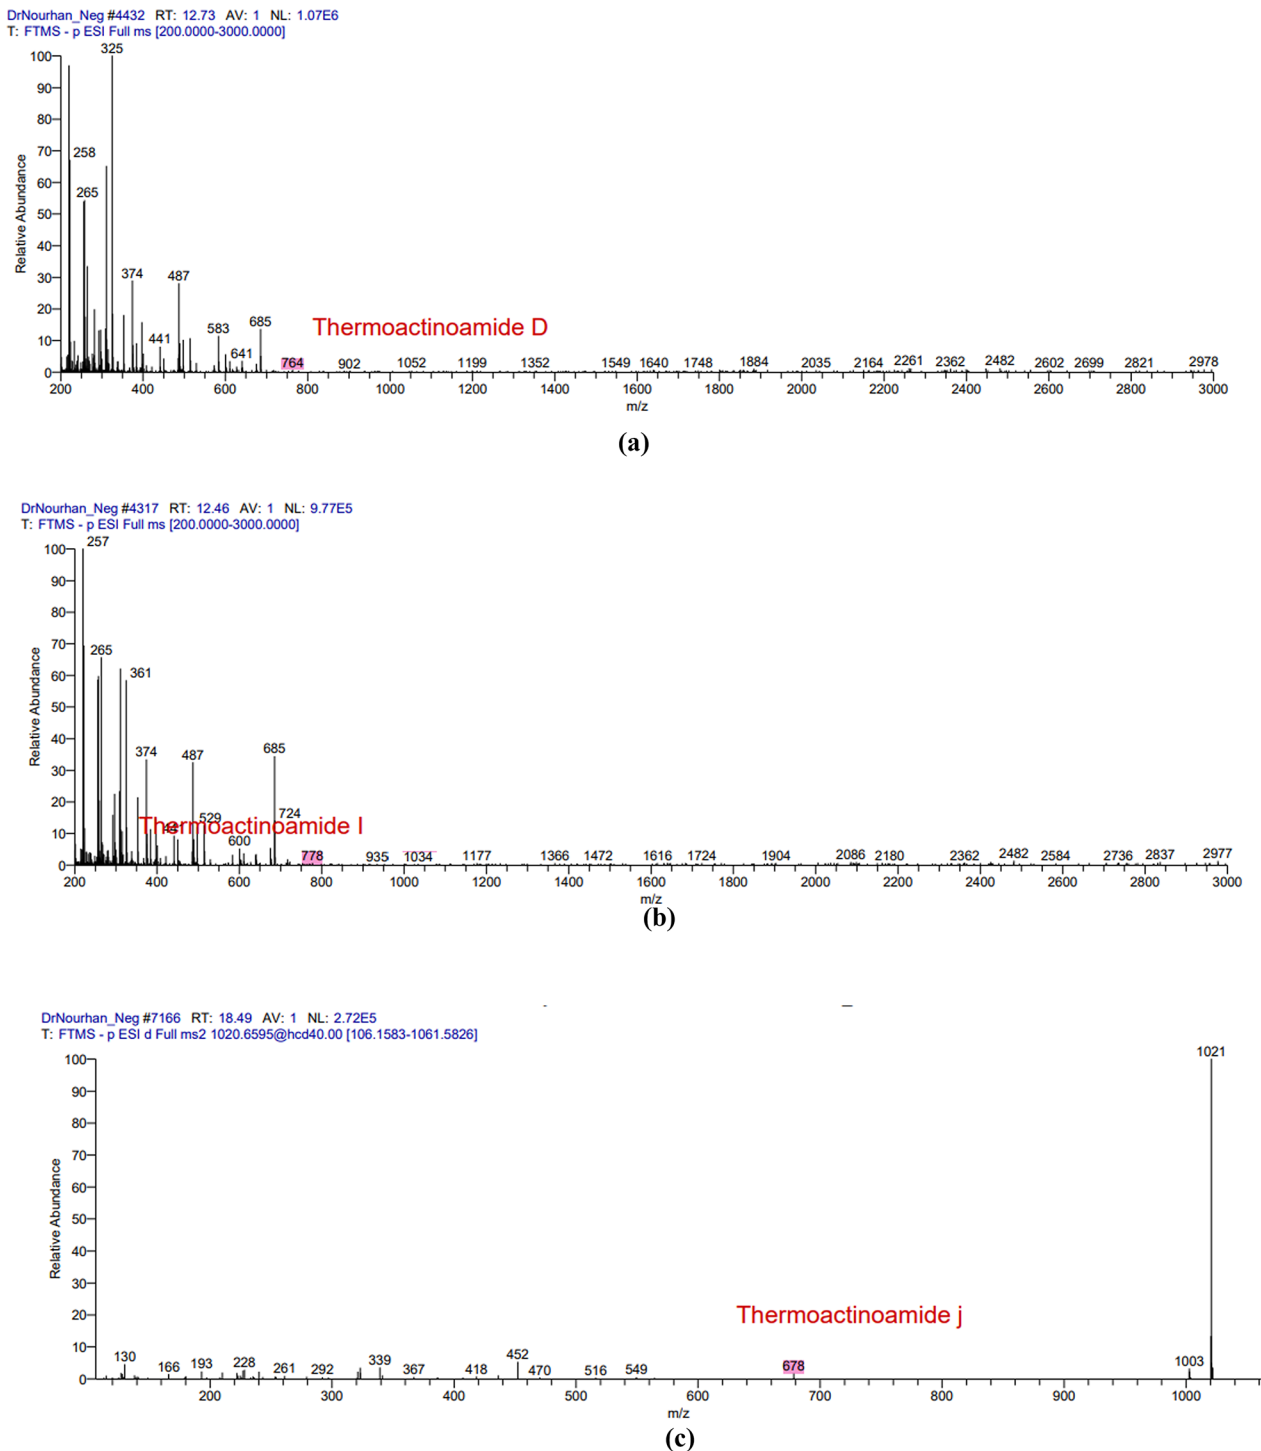 DrNourhan_Neg #4432 RT: 12.73 AV: 1 NL: 1.07E6
T: FTMS - p ESI Full ms [200.0000-3000.0000]
325
100
90
80
70
60
50
40
30
20
10
0
Relative Abundance
258
265
374
487
441
583
641
685
Thermoactinoamide D
764 902 1052 1199 1352 1549 1640 1748 1884 2035 2164 2261 2362 2482 2602 2699 2821 2978
200 400 600 800 1000 1200 1400 1600 1800 2000 2200 2400 2600 2800 3000
m/z
(a)
DrNourhan_Neg #4317 RT: 12.46 AV: 1 NL: 9.77E5
T: FTMS - p ESI Full ms [200.0000-3000.0000]
257
100
90
80
70
60
50
40
30
20
10
0
Relative Abundance
265
361
374
487
685
529
724
Thermoactinoamide I
600
778 935 1034 1177 1366 1472 1616 1724 1904 2086 2180 2362 2482 2584 2736 2837 2977
200 400 600 800 1000 1200 1400 1600 1800 2000 2200 2400 2600 2800 3000
m/z
(b)
DrNourhan_Neg #7166 RT: 18.49 AV: 1 NL: 2.72E5
T: FTMS - p ESI d Full ms2 1020.6595@hcd40.00 [106.1583-1061.5826]
1021
100
90
80
70
60
50
40
30
20
10
0
Relative Abundance
Thermoactinoamide j
130 166 193 228 261 292 339 367 418 452 470 516 549 678 1003
200 300 400 500 600 700 800 900 1000
m/z
(c)